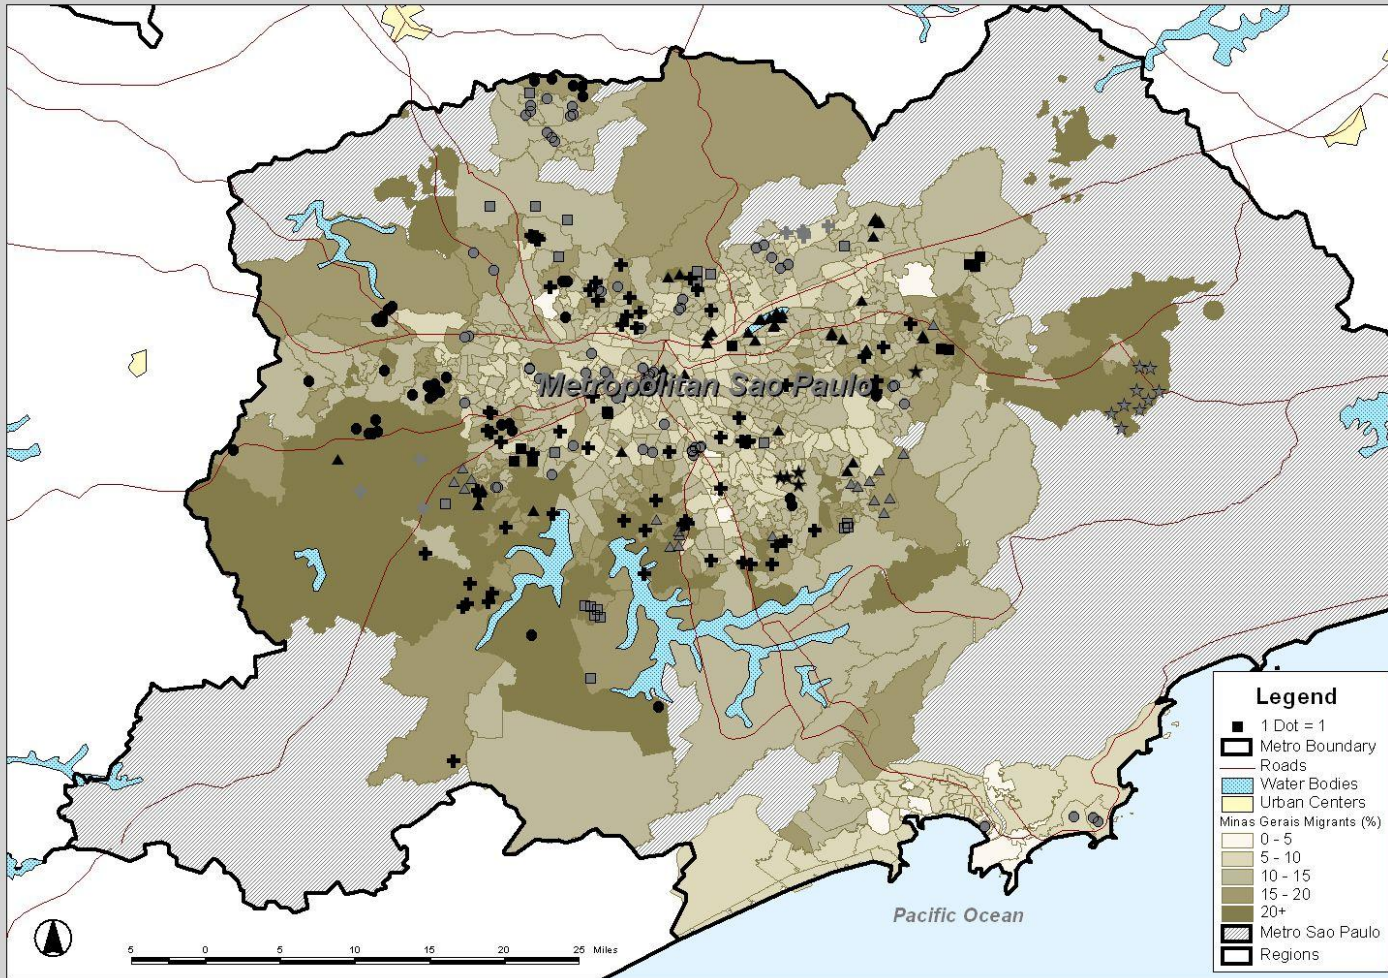 Metropolitan Sao Paulo
Legend
1 Dot = 1
Metro Boundary
Roads
Water Bodies
Urban Centers
Minas Gerais Migrants (%)
0 - 5
5 - 10
10 - 15
15 - 20
20+
Metro Sao Paulo
Regions
Pacific Ocean
5 0 5 10 15 20 25 Miles